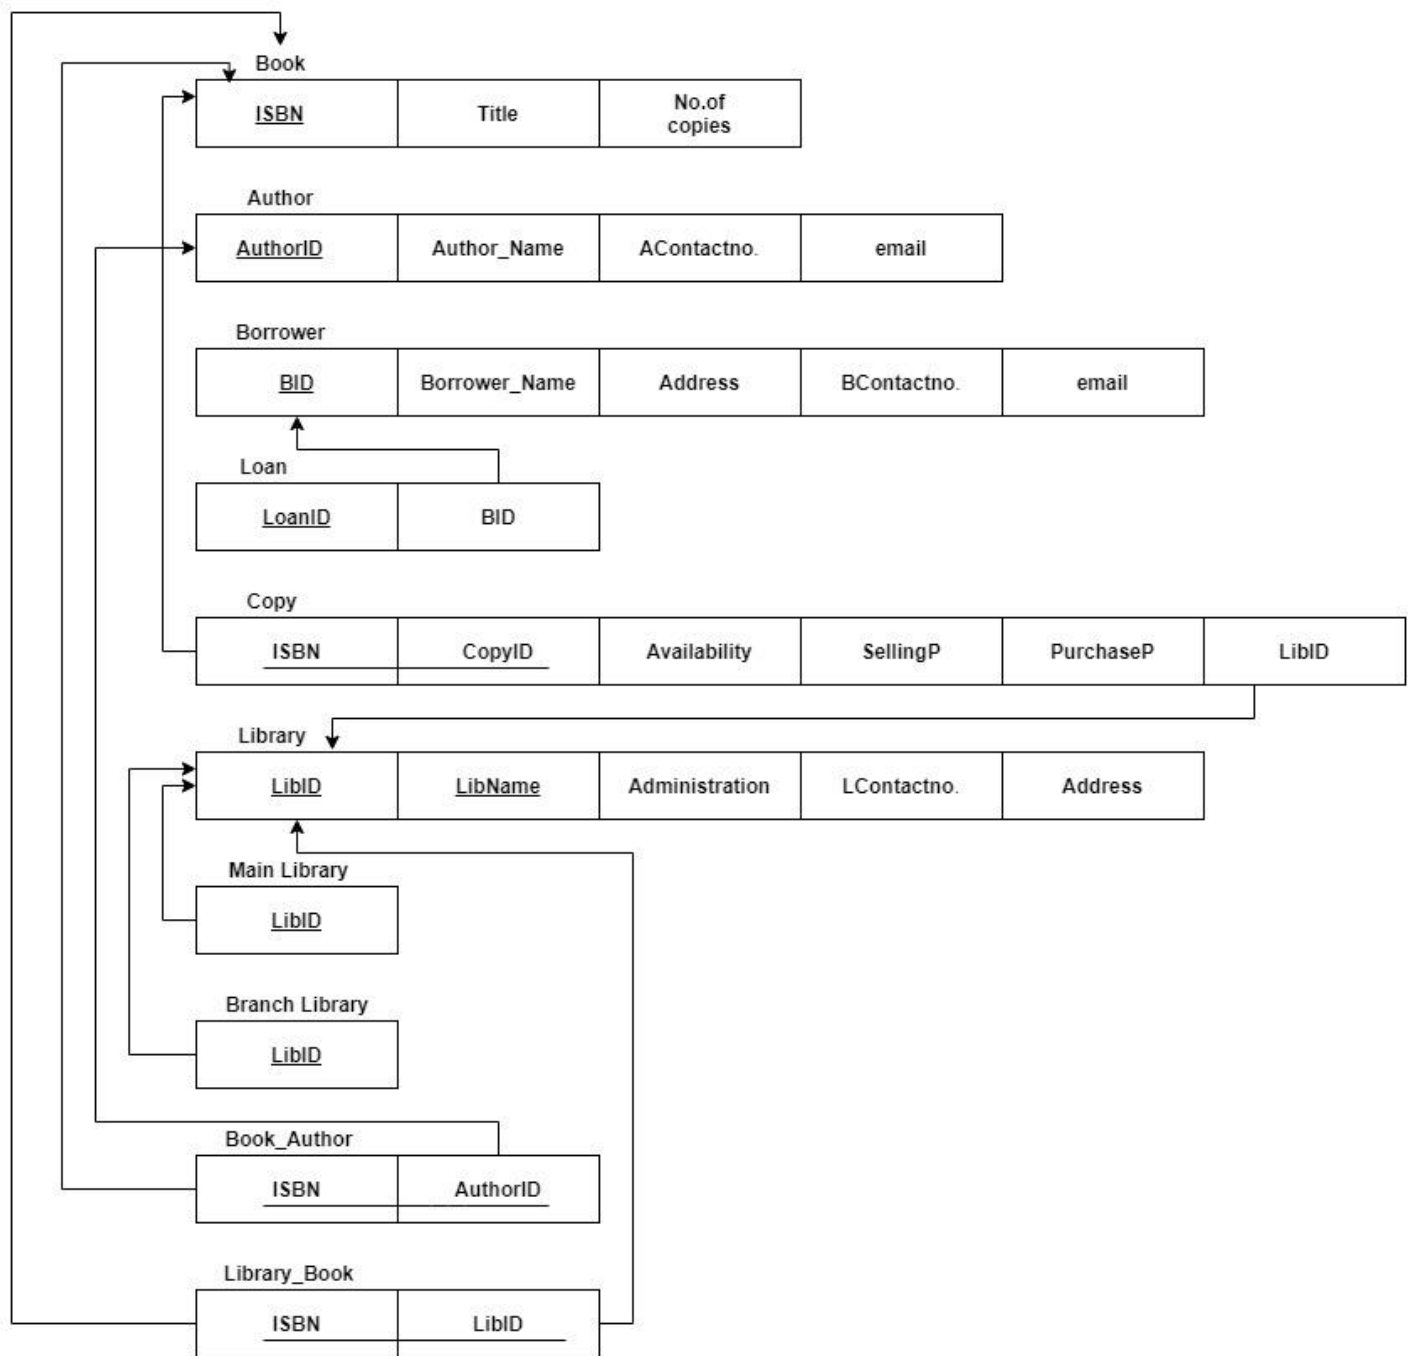 Book
ISBN Title No.of copies
Author
AuthorID Author_Name AContactno. email
Borrower
BID Borrower_Name Address BContactno. email
Loan
LoanID BID
Copy
ISBN CopyID Availability SellingP PurchaseP LibID
Library
LibID LibName Administration LContactno. Address
Main Library
LibID
Branch Library
LibID
Book_Author
ISBN AuthorID
Library_Book
ISBN LibID